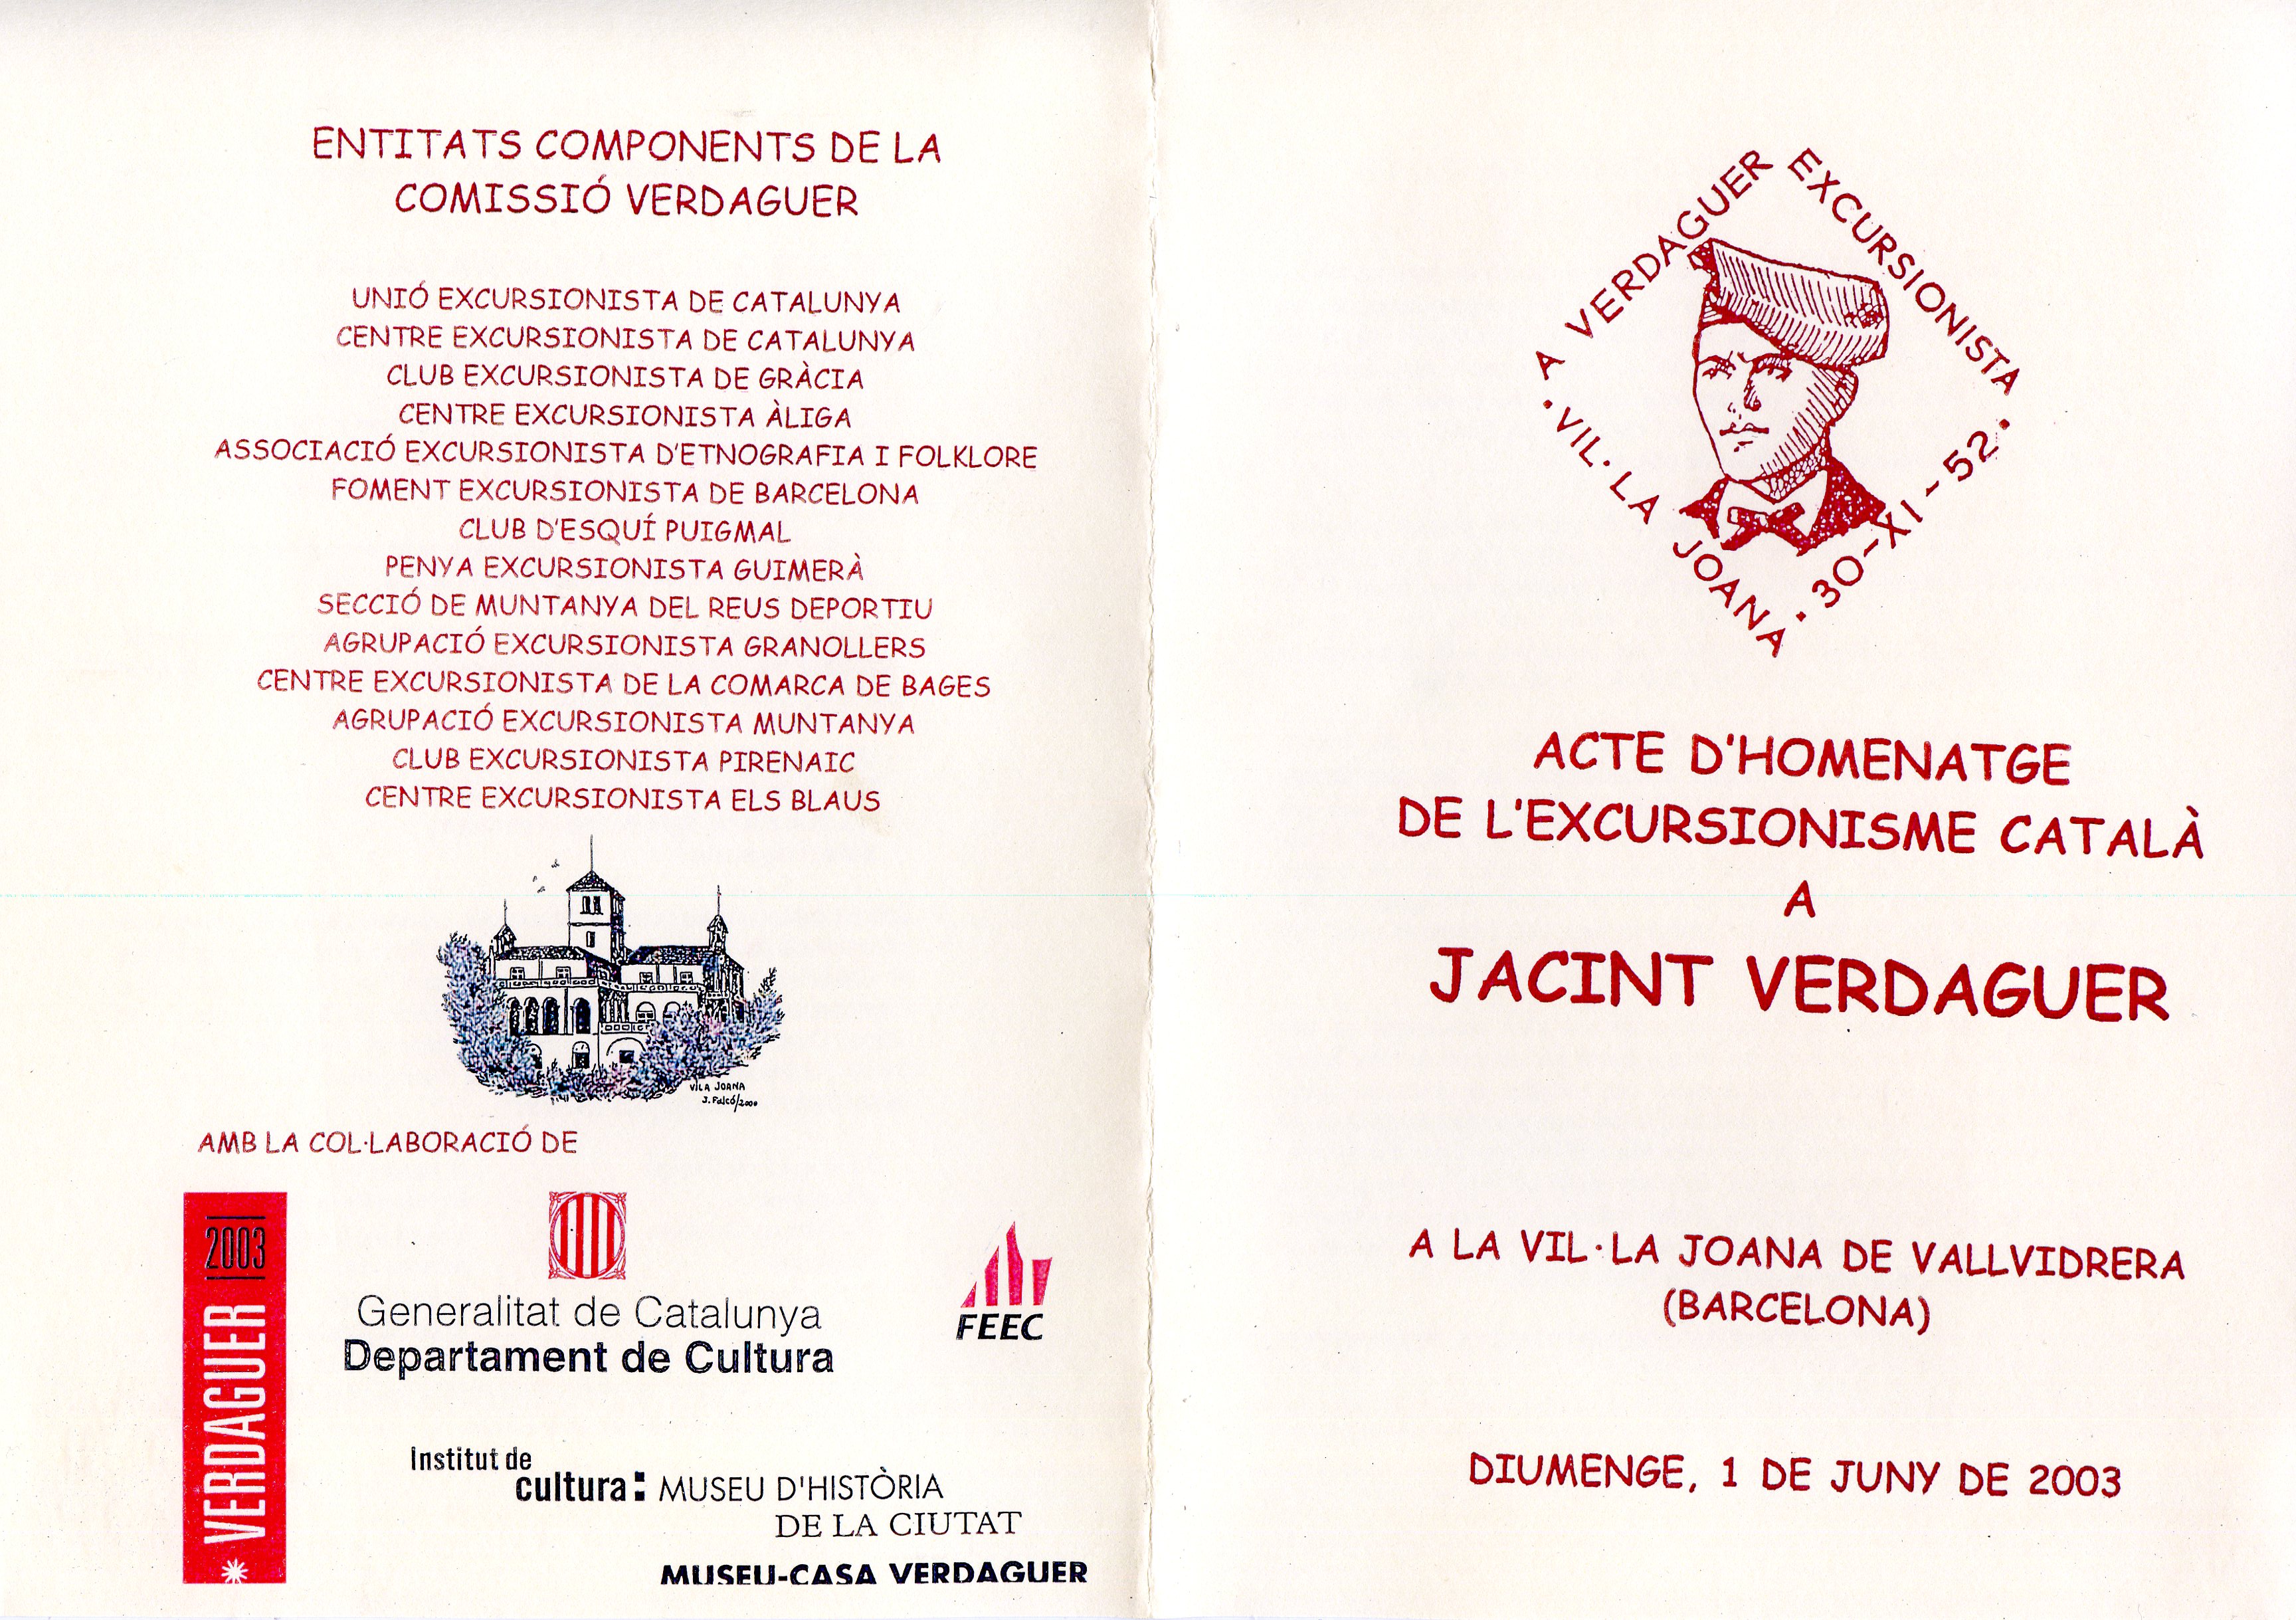 ENTITATS COMPONENTS DE LA
COMISSIÓ VERDAGUER
UNIÓ EXCURSIONISTA DE CATALUNYA
CENTRE EXCURSIONISTA DE CATALUNYA
CLUB EXCURSIONISTA DE GRÀCIA
CENTRE EXCURSIONISTA ÀLIGA
ASSOCIACIÓ EXCURSIONISTA D'ETNOGRAFIA I FOLKLORE
FOMENT EXCURSIONISTA DE BARCELONA
CLUB D'ESQUÍ PUIGMAL
PENYA EXCURSIONISTA GUIMERÀ
SECCIÓ DE MUNTANYA DEL REUS DEPORTIU
AGRUPACIÓ EXCURSIONISTA GRANOLLERS
CENTRE EXCURSIONISTA DE LA COMARCA DE BAGES
AGRUPACIÓ EXCURSIONISTA MUNTANYA
CLUB EXCURSIONISTA PIRENAIC
CENTRE EXCURSIONISTA ELS BLAUS
VILA JOANA
J. Falcó/2000
AMB LA COL·LABORACIÓ DE
VERDAGUER 2003
Generalitat de Catalunya
Departament de Cultura
FEEC
Institut de
cultura: MUSEU D'HISTÒRIA
DE LA CIUTAT
MUSEU-CASA VERDAGUER
A VERDAGUER EXCURSIONISTA
· VIL·LA JOANA · 30-XI-52 ·
ACTE D'HOMENATGE
DE L'EXCURSIONISME CATALÀ
A
JACINT VERDAGUER
A LA VIL·LA JOANA DE VALLVIDRERA
(BARCELONA)
DIUMENGE, 1 DE JUNY DE 2003